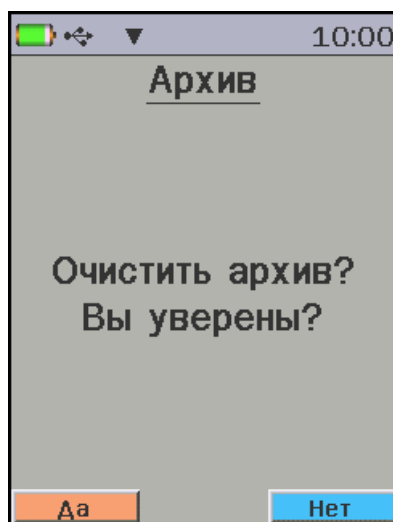 10:00
Архив
Очистить архив?
Вы уверены?
Да
Нет